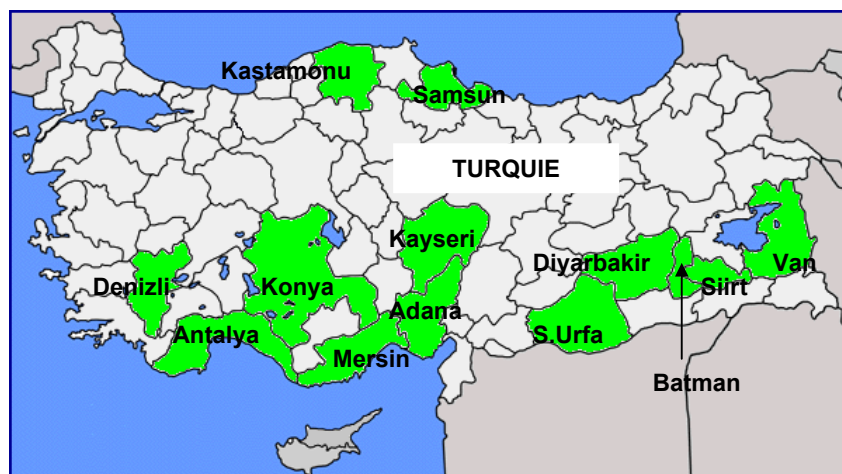 Kastamonu
Samsun
TURQUIE
Kayseri
Diyarbakir
Van
Denizli
Konya
Siirt
Adana
Antalya
S.Urfa
Mersin
Batman